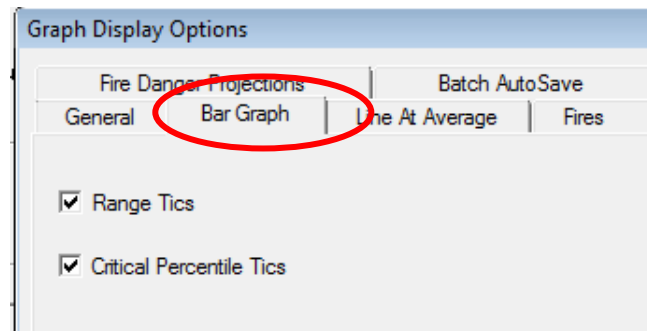 Graph Display Options
Fire Danger Projections Batch AutoSave
General Bar Graph Line At Average Fires
Range Tics
Critical Percentile Tics